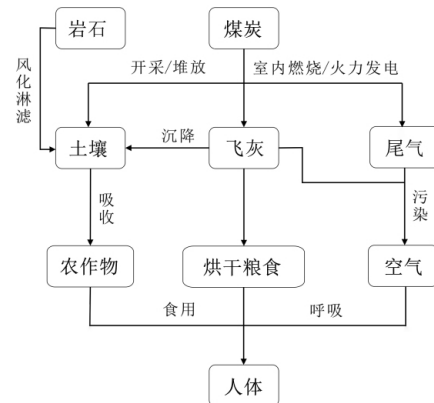 岩石
煤炭
风化淋滤
开采/堆放
室内燃烧/火力发电
土壤
沉降
飞灰
尾气
吸收
污染
农作物
烘干粮食
空气
食用
呼吸
人体